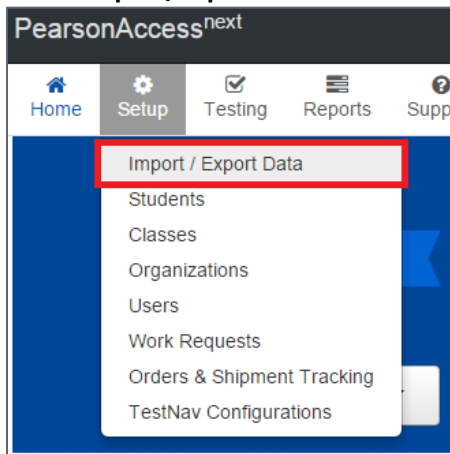 PearsonAccessnext
Home Setup Testing Reports Supp
Import / Export Data
Students
Classes
Organizations
Users
Work Requests
Orders & Shipment Tracking
TestNav Configurations